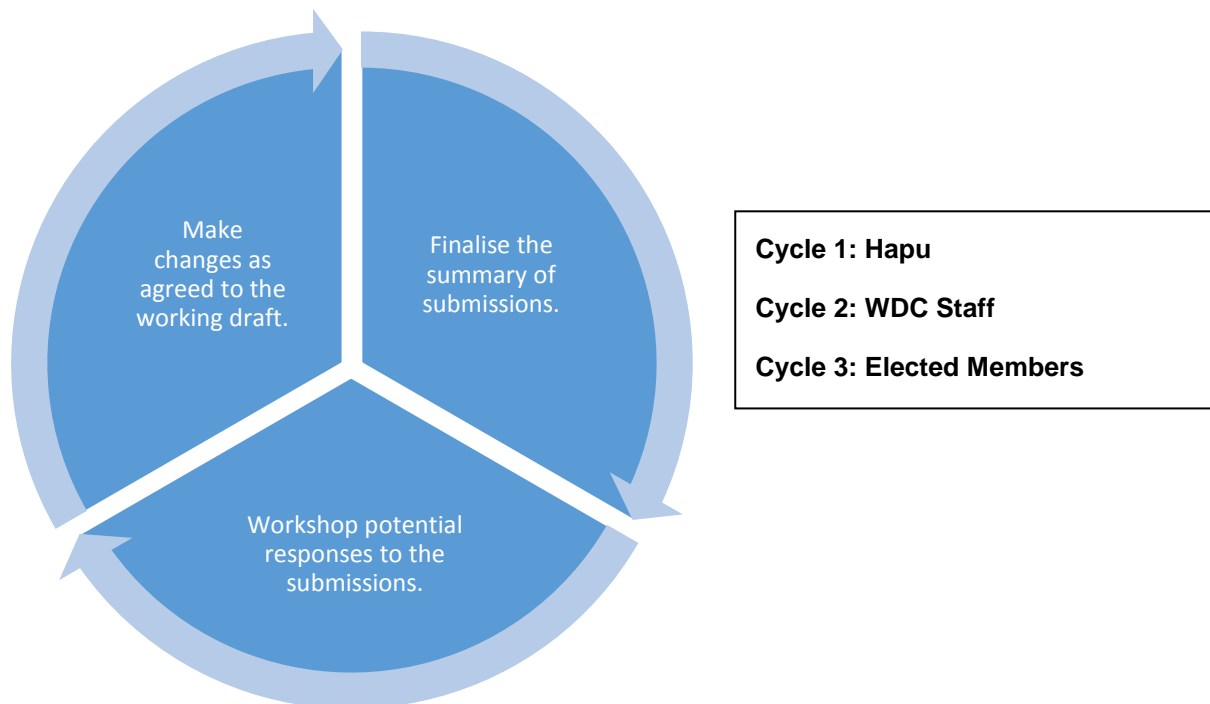 Make
changes as
agreed to the
working draft.
Finalise the
summary of
submissions.
Workshop potential
responses to the
submissions.
Cycle 1: Hapu
Cycle 2: WDC Staff
Cycle 3: Elected Members